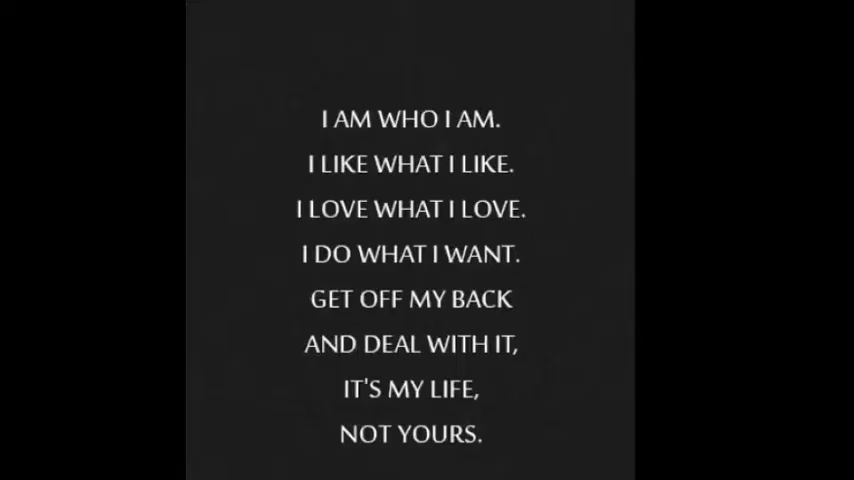 I AM WHO I AM.
I LIKE WHAT I LIKE.
I LOVE WHAT I LOVE.
I DO WHAT I WANT.
GET OFF MY BACK
AND DEAL WITH IT,
IT'S MY LIFE,
NOT YOURS.